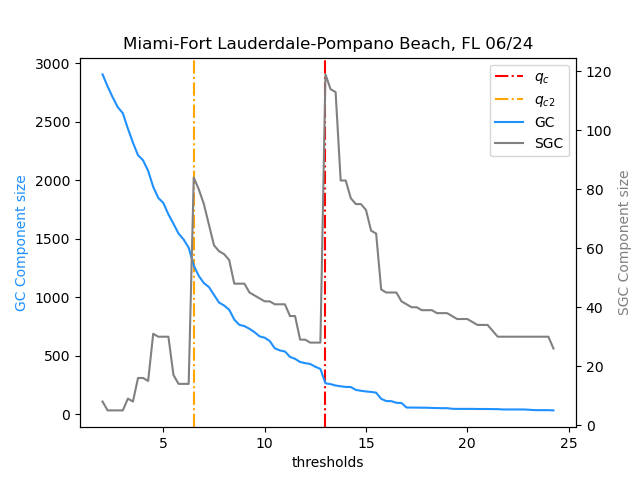 Miami-Fort Lauderdale-Pompano Beach, FL 06/24
GC Component size
3000
2500
2000
1500
1000
500
0
q_c
q_c2
GC
SGC
120
100
80
60
40
20
0
SGC Component size
5
10
15
20
25
thresholds